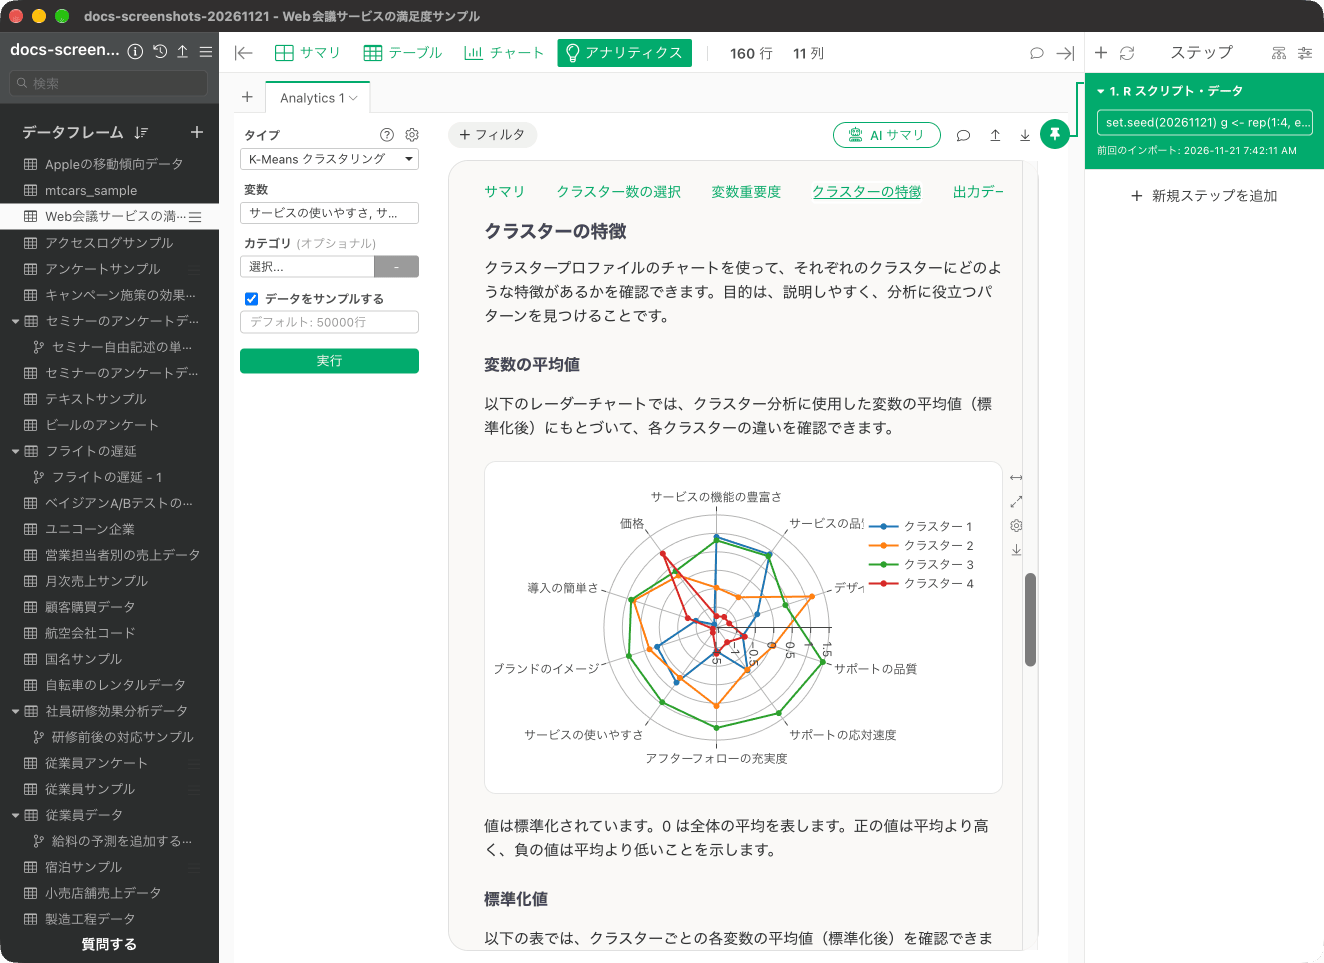 docs-screenshots-20261121 - Web会議サービスの満足度サンプル
docs-screen...
検索
データフレーム
Appleの移動傾向データ
mtcars_sample
Web会議サービスの満…
アクセスログサンプル
アンケートサンプル
キャンペーン施策の効果…
セミナーのアンケートデ…
セミナー自由記述の単…
セミナーのアンケートデ…
テキストサンプル
ビールのアンケート
フライトの遅延
フライトの遅延 - 1
ベイジアンA/Bテストの…
ユニコーン企業
営業担当者別の売上データ
月次売上サンプル
顧客購買データ
航空会社コード
国名サンプル
自転車のレンタルデータ
社員研修効果分析データ
研修前後の対応サンプル
従業員アンケート
従業員サンプル
従業員データ
給料の予測を追加する…
宿泊サンプル
小売店舗売上データ
製造工程データ
質問する
サマリ
テーブル
チャート
アナリティクス
160 行
11 列
Analytics 1
タイプ
K-Means クラスタリング
変数
サービスの使いやすさ, サ...
カテゴリ (オプショナル)
選択...
-
データをサンプルする
デフォルト: 50000行
実行
フィルタ
AI サマリ
サマリ
クラスター数の選択
変数重要度
クラスターの特徴
出力デー
クラスターの特徴
クラスタープロファイルのチャートを使って、それぞれのクラスターにどのよ
うな特徴があるかを確認できます。目的は、説明しやすく、分析に役立つパ
ターンを見つけることです。
変数の平均値
以下のレーダーチャートでは、クラスター分析に使用した変数の平均値（標
準化後）にもとづいて、各クラスターの違いを確認できます。
サービスの機能の豊富さ
価格
サービスの品
導入の簡単さ
デザイ
ブランドのイメージ
サポートの品質
サービスの使いやすさ
サポートの応対速度
アフターフォローの充実度
−1
−0.5
0
0.5
1
1.5
クラスター 1
クラスター 2
クラスター 3
クラスター 4
値は標準化されています。0 は全体の平均を表します。正の値は平均より高
く、負の値は平均より低いことを示します。
標準化値
以下の表では、クラスターごとの各変数の平均値（標準化後）を確認できま
ステップ
1. R スクリプト・データ
set.seed(20261121) g <- rep(1:4, e...
前回のインポート: 2026-11-21 7:42:11 AM
新規ステップを追加